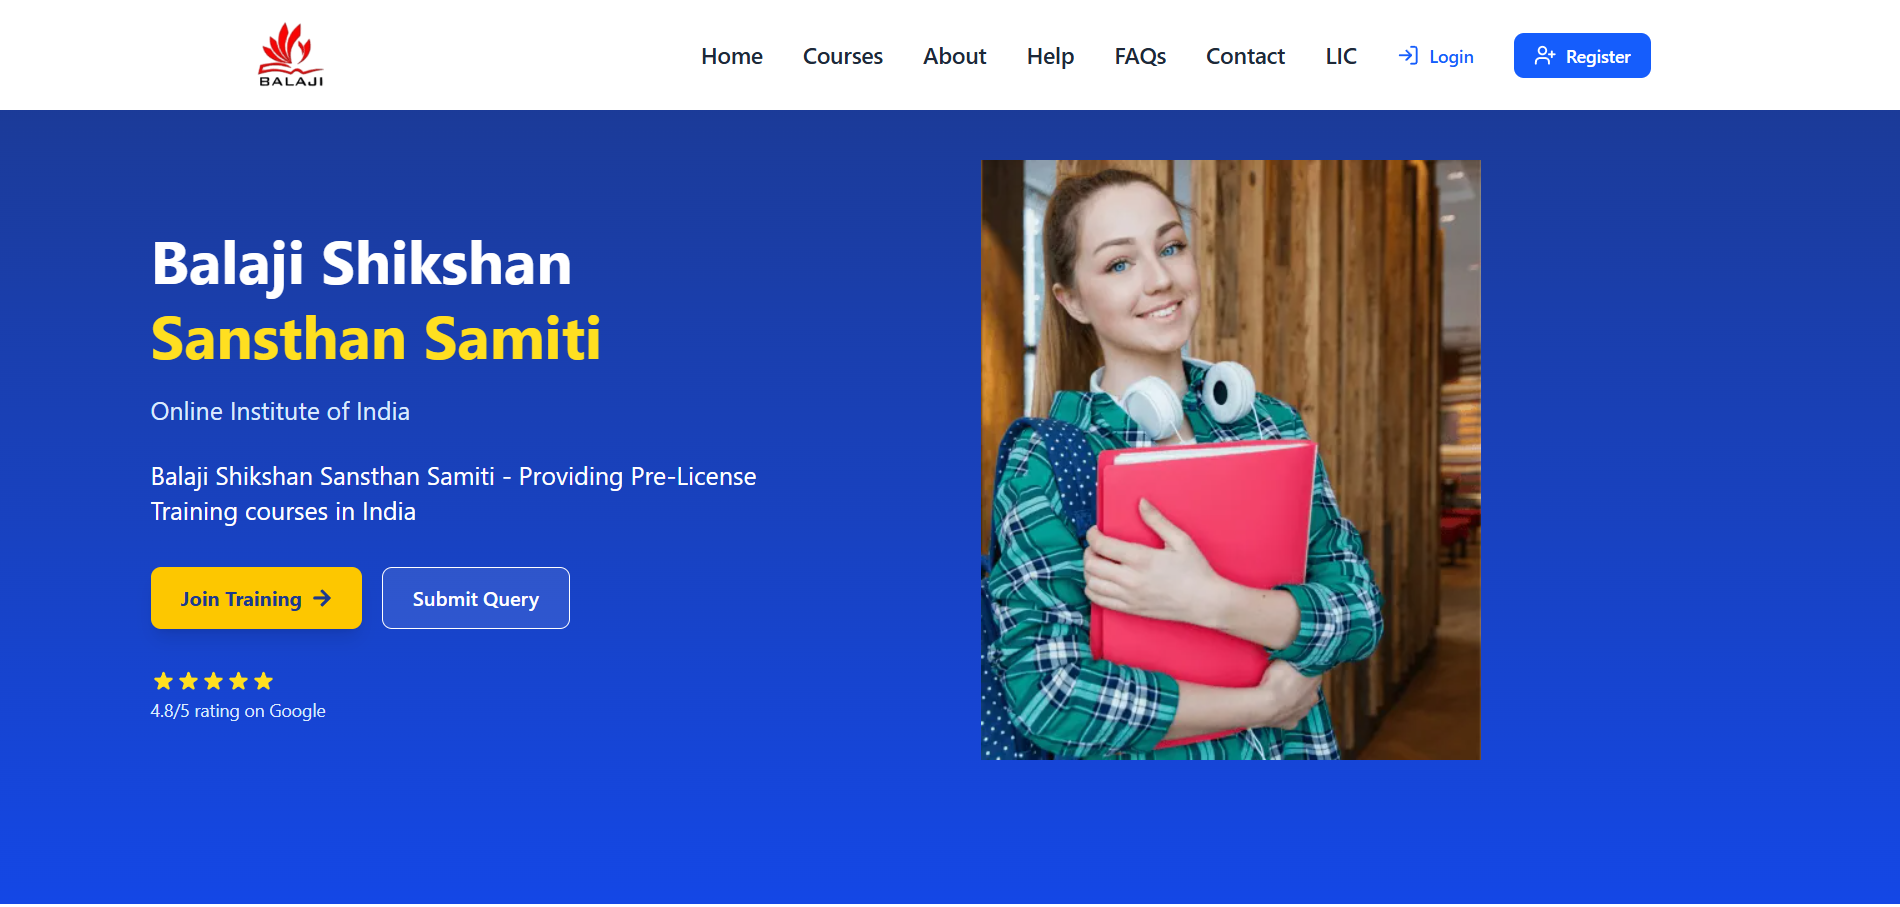 BALAJI
Home
Courses
About
Help
FAQs
Contact
LIC
Login
Register
Balaji Shikshan
Sansthan Samiti
Online Institute of India
Balaji Shikshan Sansthan Samiti - Providing Pre-License
Training courses in India
Join Training
Submit Query
4.8/5 rating on Google